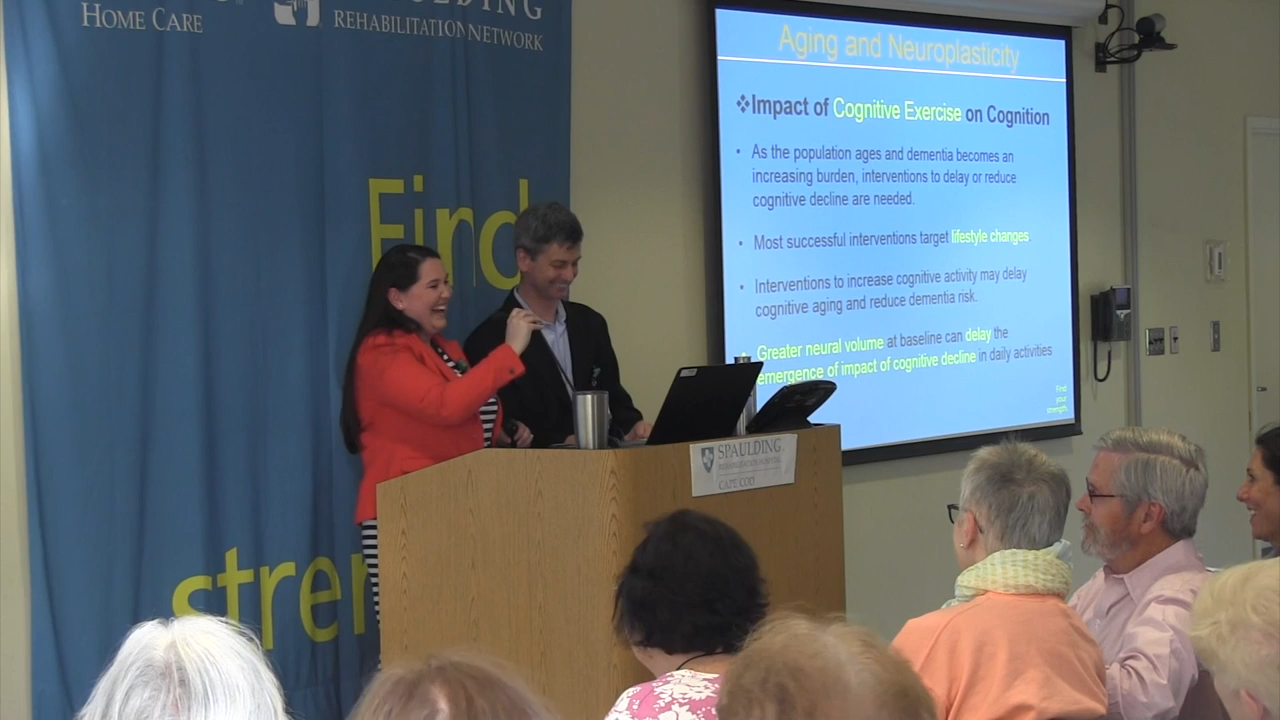 HOME CARE
REHABILITATION NETWORK
Find
stren
Aging and Neuroplasticity
❖Impact of Cognitive Exercise on Cognition
• As the population ages and dementia becomes an
increasing burden, interventions to delay or reduce
cognitive decline are needed.
• Most successful interventions target lifestyle changes
• Interventions to increase cognitive activity may delay
cognitive aging and reduce dementia risk.
Greater neural volume at baseline can delay the
emergence of impact of cognitive decline in daily activities
Find
your
strength
SPAULDING
REHABILITATION HOSPITAL
CAPE COD